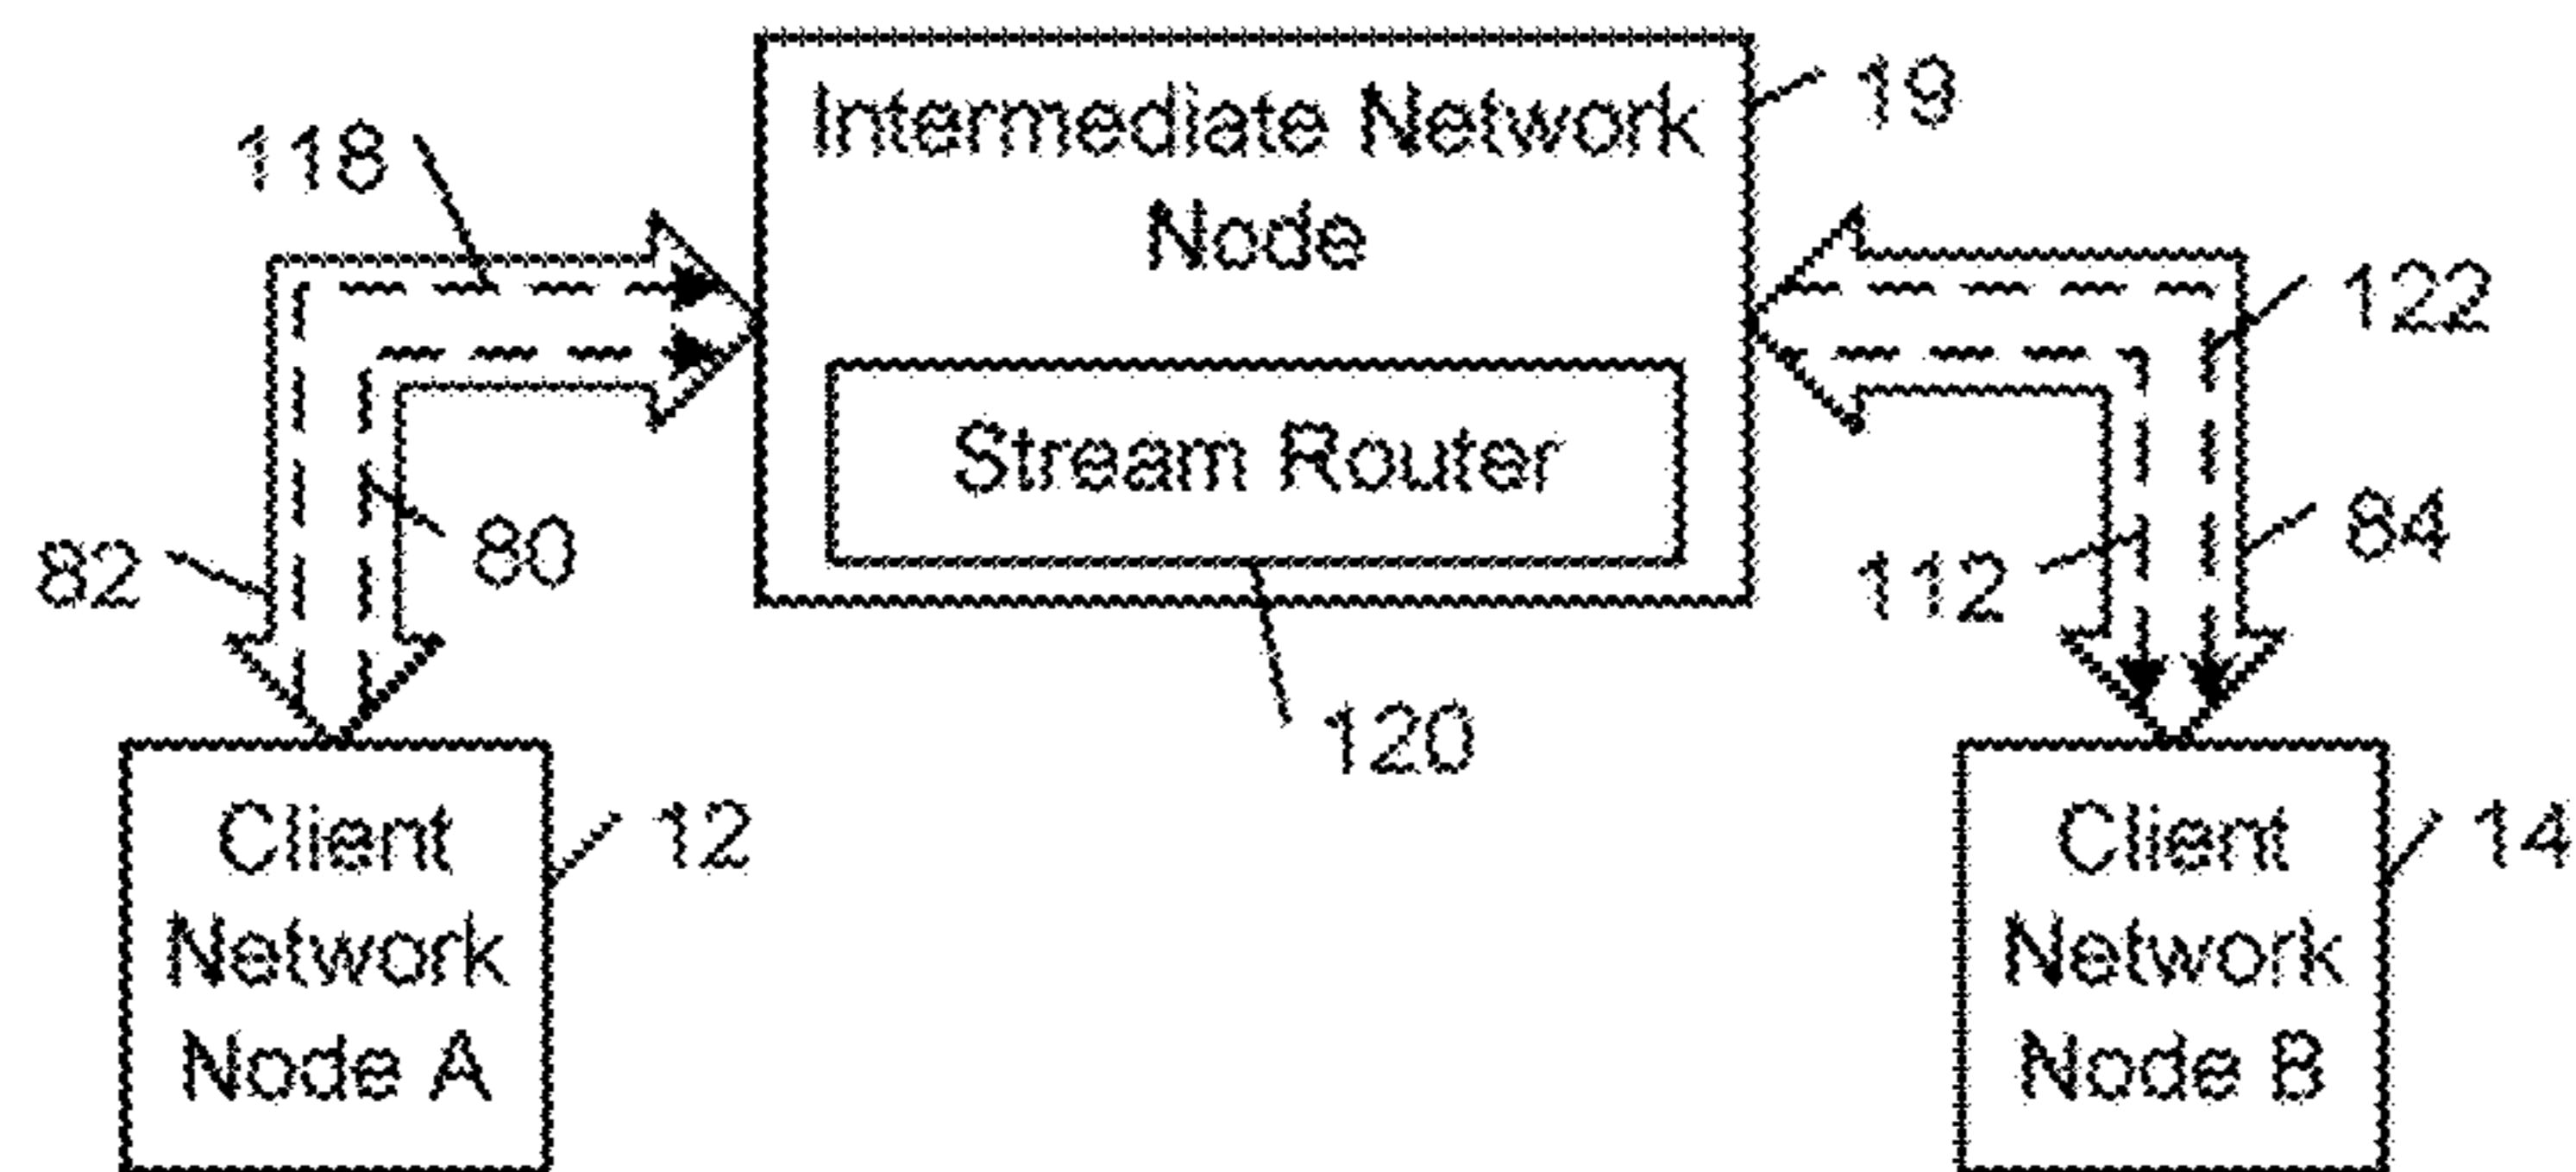 Intermediate Network
Node
19
118
122
Stream Router
82
80
112
84
120
Client
Network
Node A
12
Client
Network
Node B
14